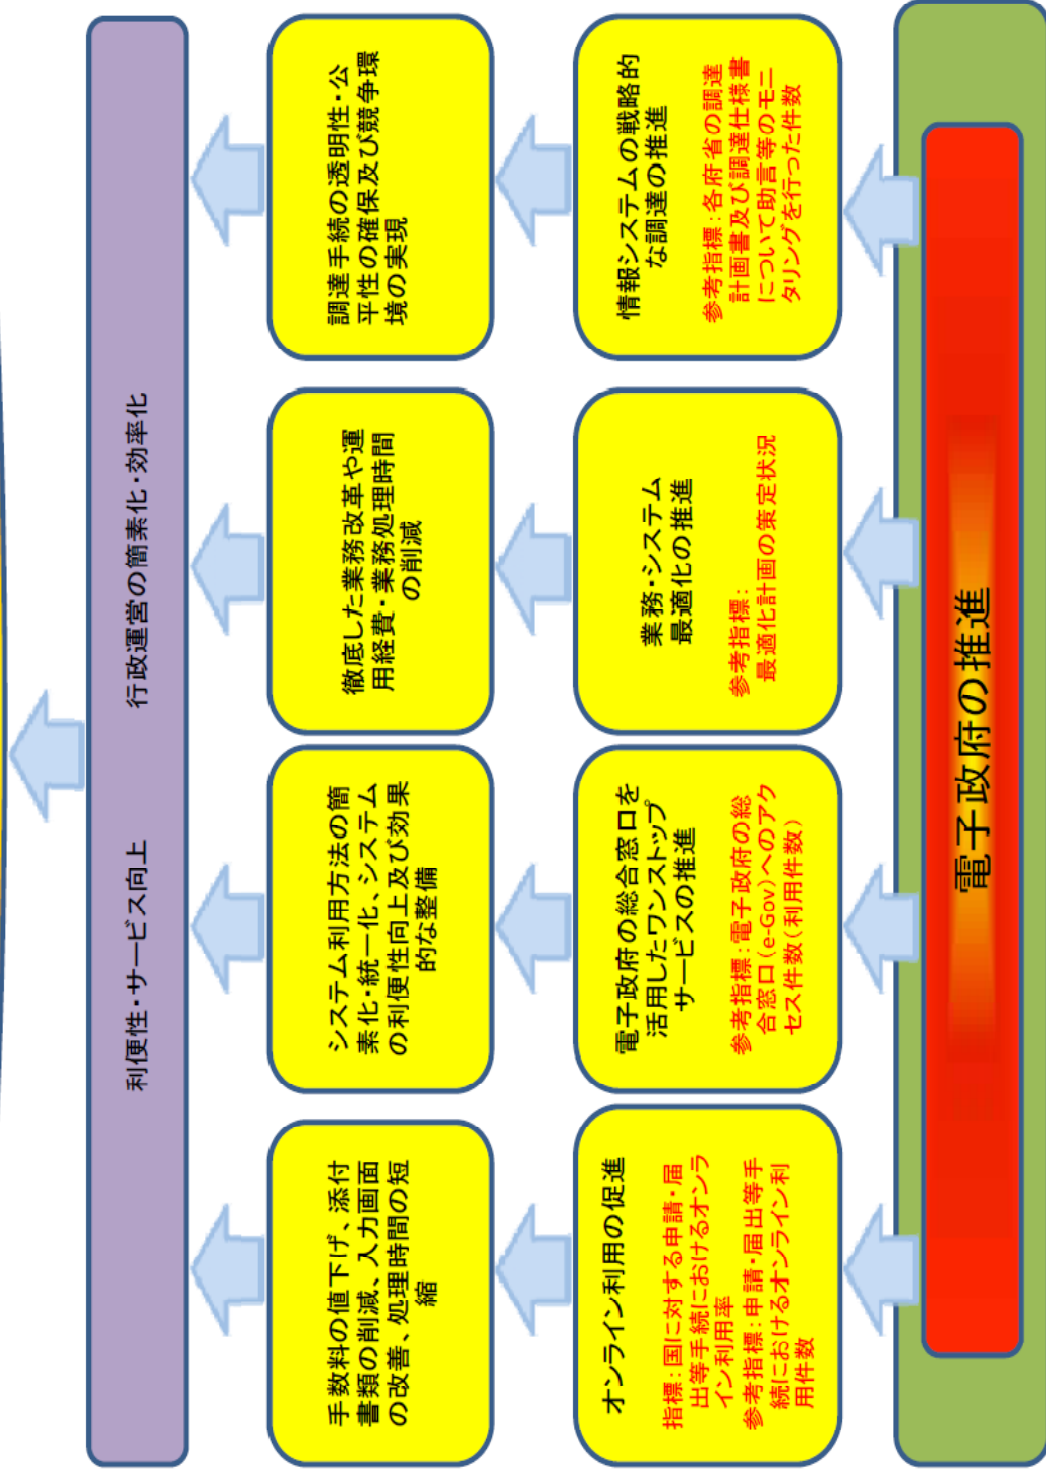 利便性・サービス向上
行政運営の簡素化・効率化
手数料の値下げ、添付
書類の削減、入力画面
の改善、処理時間の短
縮
システム利用方法の簡
素化・統一化、システム
の利便性向上及び効果
的な整備
徹底した業務改革や運
用経費・業務処理時間
の削減
調達手続の透明性・公
平性の確保及び競争環
境の実現
オンライン利用の促進
指標：国に対する申請・届
出等手続におけるオンラ
イン利用率
参考指標：申請・届出等手
続におけるオンライン利
用件数
電子政府の総合窓口を
活用したワンストップ
サービスの推進
参考指標：電子政府の総
合窓口（e-Gov）へのアク
セス件数（利用件数）
業務・システム
最適化の推進
参考指標：
最適化計画の策定状況
情報システムの戦略的
な調達の推進
参考指標：各府省の調達
計画書及び調達仕様書
について助言等のモニ
タリングを行った件数
電子政府の推進